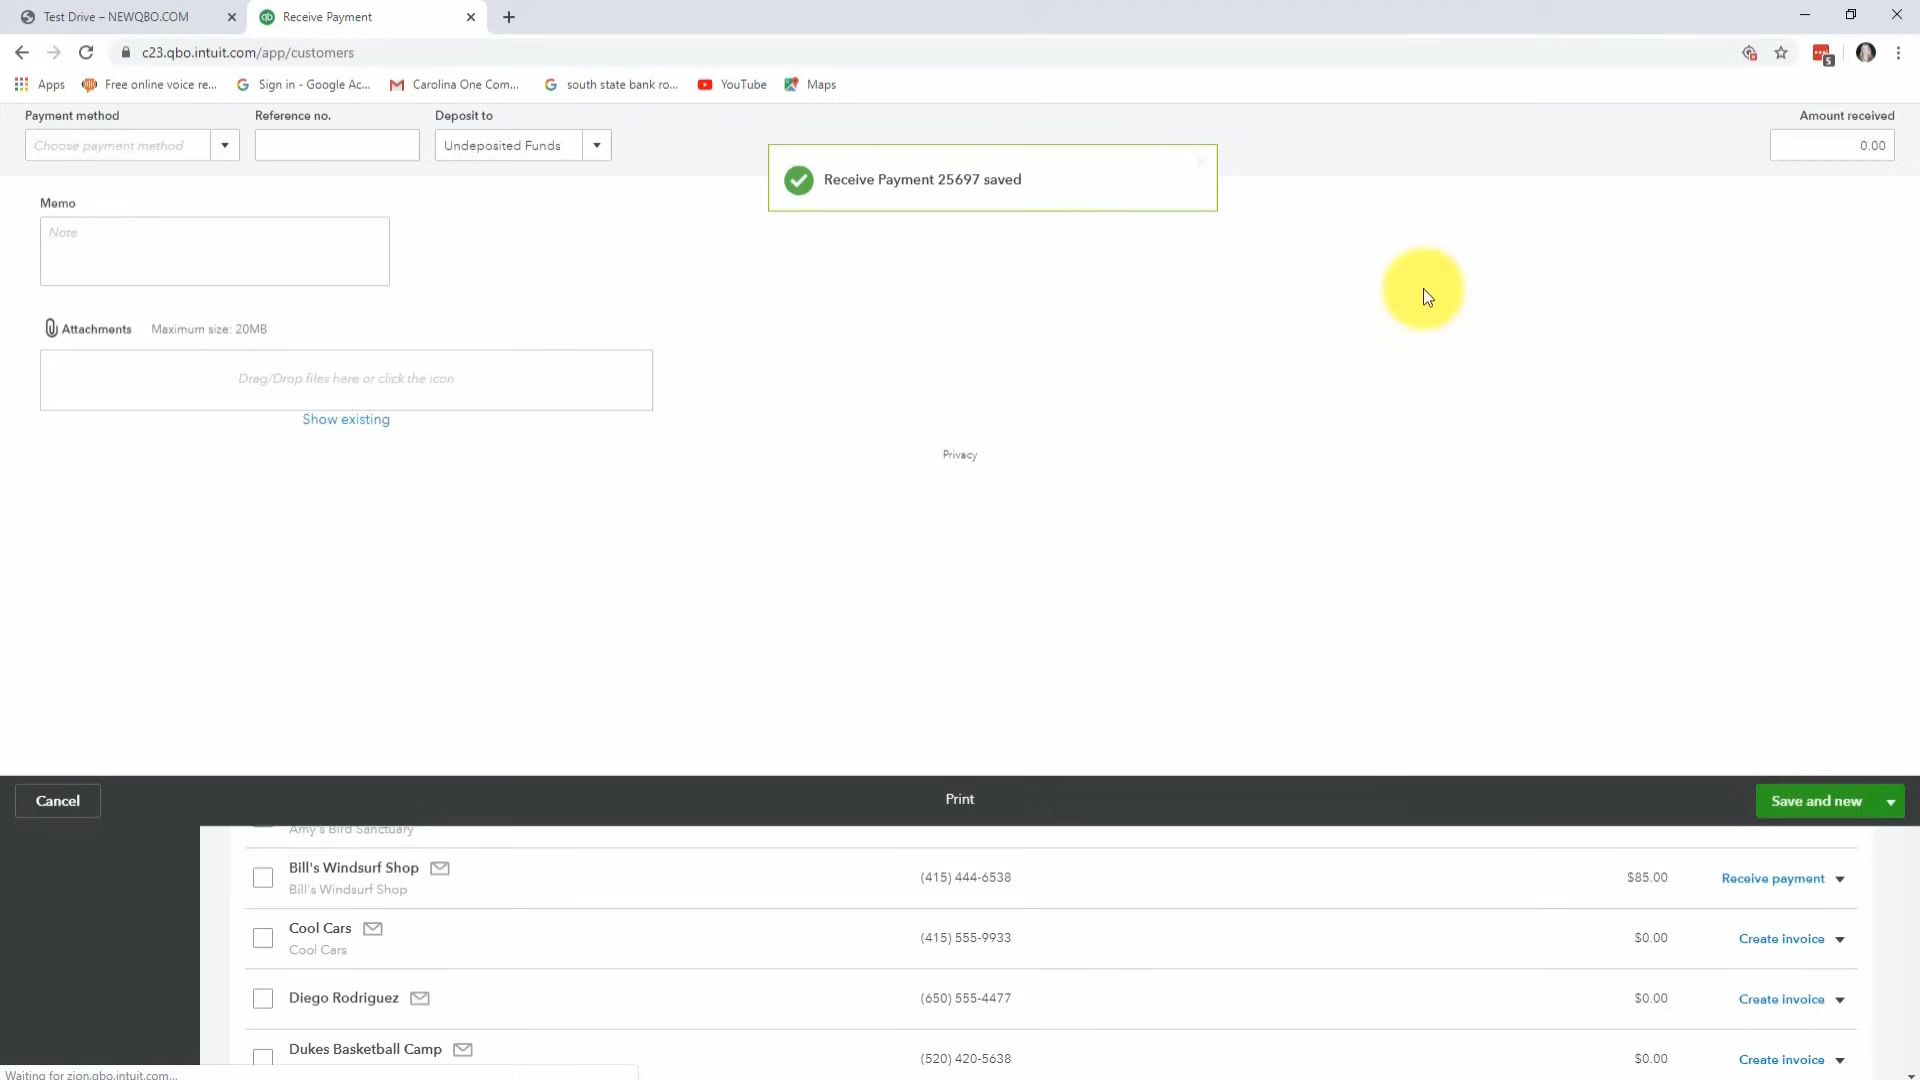 Test Drive – NEWQBO.COM
Receive Payment
c23.qbo.intuit.com/app/customers
5
Apps
Free online voice re...
Sign in - Google Ac...
Carolina One Com...
south state bank ro...
YouTube
Maps
Payment method
Reference no.
Deposit to
Amount received
Choose payment method
Undeposited Funds
0.00
Receive Payment 25697 saved
Memo
Note
Attachments Maximum size: 20MB
Drag/Drop files here or click the icon
Show existing
Privacy
Cancel
Print
Save and new
Amy's Bird Sanctuary
Bill's Windsurf Shop
Bill's Windsurf Shop
(415) 444-6538
$85.00
Receive payment
Cool Cars
Cool Cars
(415) 555-9933
$0.00
Create invoice
Diego Rodriguez
(650) 555-4477
$0.00
Create invoice
Dukes Basketball Camp
(520) 420-5638
$0.00
Create invoice
Waiting for zion.qbo.intuit.com...